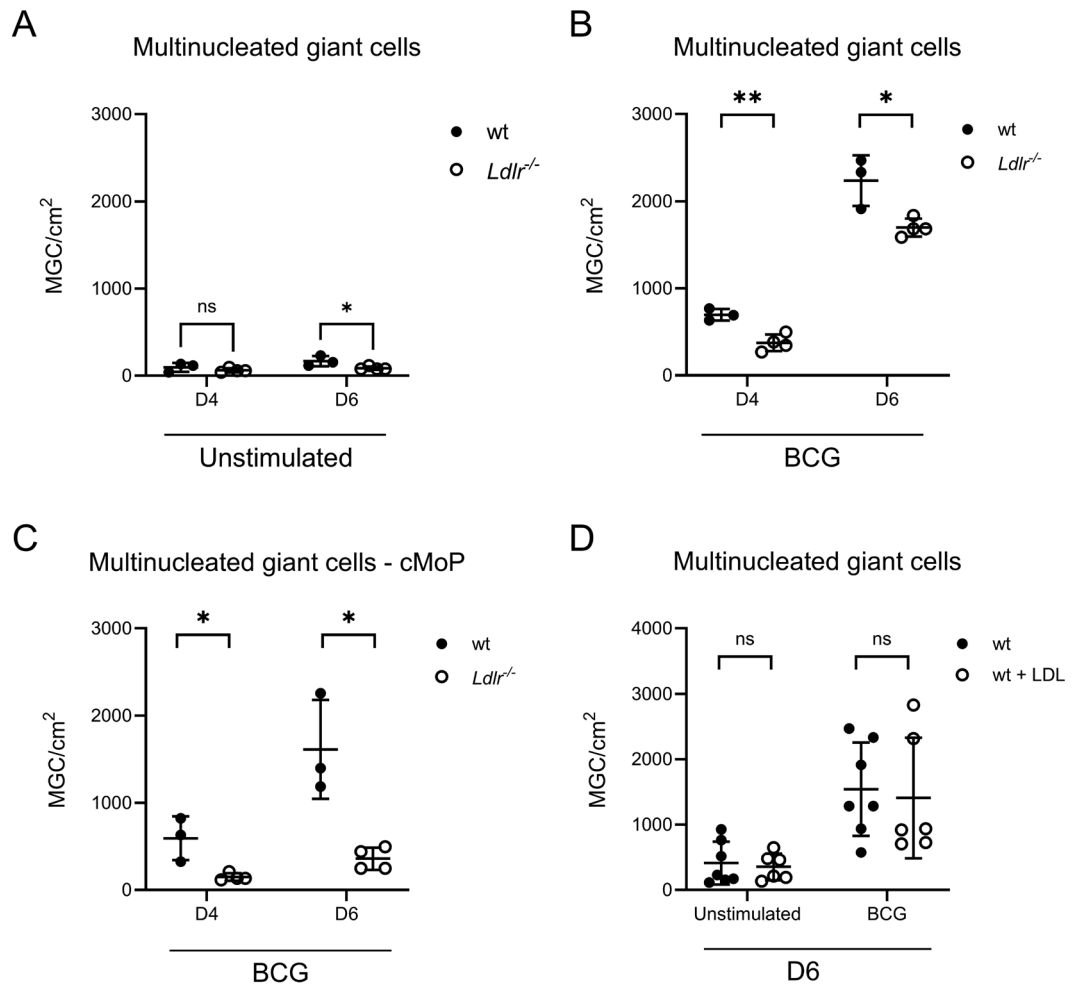 A
Multinucleated giant cells
3000
2000
1000
0
MGC/cm²
ns
*
wt
Ldlr⁻/⁻
D4
D6
Unstimulated
B
Multinucleated giant cells
3000
2000
1000
0
MGC/cm²
**
*
wt
Ldlr⁻/⁻
D4
D6
BCG
C
Multinucleated giant cells - cMoP
3000
2000
1000
0
MGC/cm²
*
*
wt
Ldlr⁻/⁻
D4
D6
BCG
D
Multinucleated giant cells
4000
3000
2000
1000
0
MGC/cm²
ns
ns
wt
wt + LDL
Unstimulated
BCG
D6